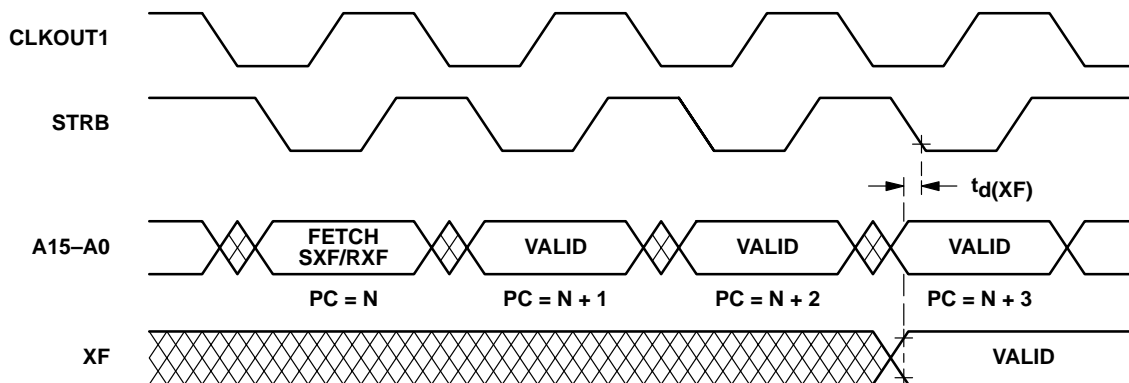 CLKOUT1
STRB
td(XF)
A15–A0
FETCH
SXF/RXF
VALID
VALID
VALID
PC = N
PC = N + 1
PC = N + 2
PC = N + 3
XF
VALID